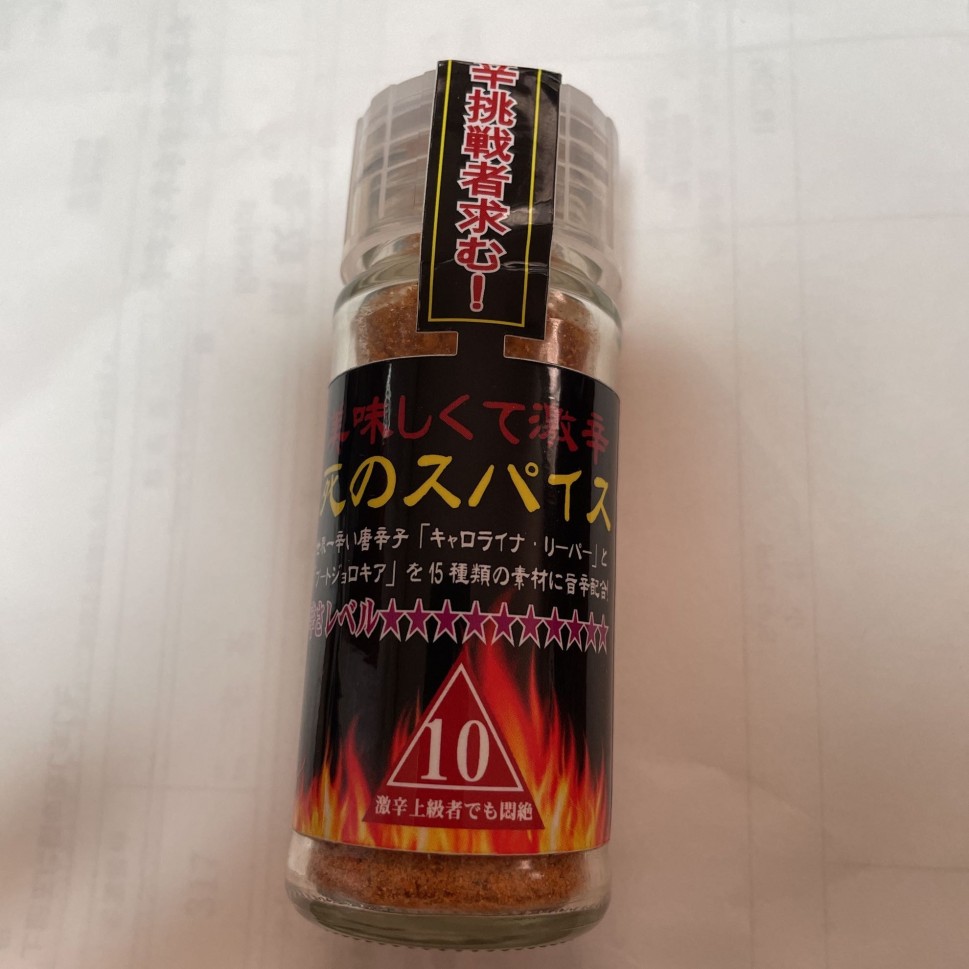 挑戦者求む!
味しくて激辛
死のスパイス
辛い唐辛子「キャロライナ・リーパー」と
ートジョロキア」を15種類の素材に旨辛配合!
辛さレベル★★★★★★★★★★
10
激辛上級者でも悶絶